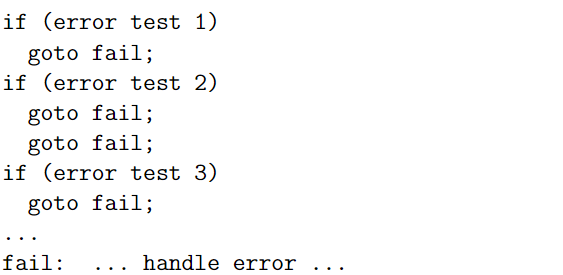 if (error test 1)
  goto fail;
if (error test 2)
  goto fail;
  goto fail;
if (error test 3)
  goto fail;
...
fail:  ... handle error ...